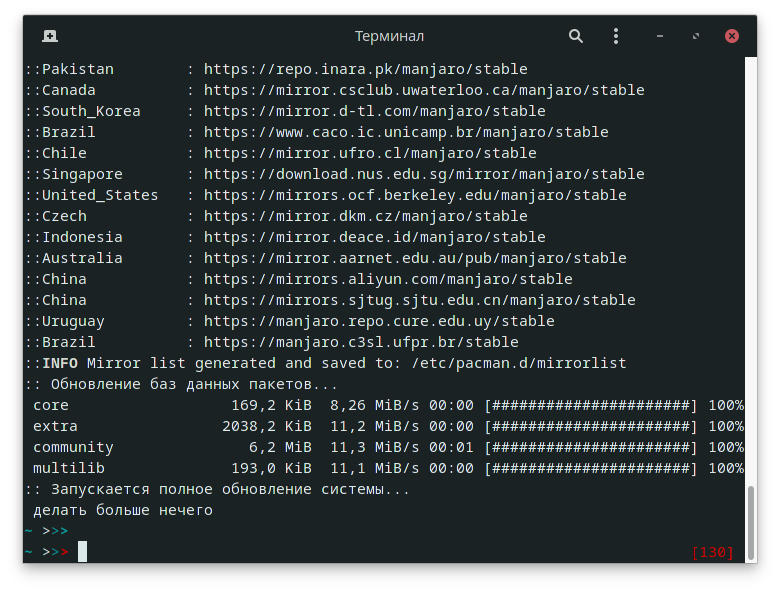 Терминал
::Pakistan        : https://repo.inara.pk/manjaro/stable
::Canada          : https://mirror.csclub.uwaterloo.ca/manjaro/stable
::South_Korea     : https://mirror.d-tl.com/manjaro/stable
::Brazil          : https://www.caco.ic.unicamp.br/manjaro/stable
::Chile           : https://mirror.ufro.cl/manjaro/stable
::Singapore       : https://download.nus.edu.sg/mirror/manjaro/stable
::United_States   : https://mirrors.ocf.berkeley.edu/manjaro/stable
::Czech           : https://mirror.dkm.cz/manjaro/stable
::Indonesia       : https://mirror.deace.id/manjaro/stable
::Australia       : https://mirror.aarnet.edu.au/pub/manjaro/stable
::China           : https://mirrors.aliyun.com/manjaro/stable
::China           : https://mirrors.sjtug.sjtu.edu.cn/manjaro/stable
::Uruguay         : https://manjaro.repo.cure.edu.uy/stable
::Brazil          : https://manjaro.c3sl.ufpr.br/stable
::INFO Mirror list generated and saved to: /etc/pacman.d/mirrorlist
:: Обновление баз данных пакетов...
core                  169,2 KiB  8,26 MiB/s 00:00 [######################] 100%
extra                2038,2 KiB  11,2 MiB/s 00:00 [######################] 100%
community               6,2 MiB  11,3 MiB/s 00:01 [######################] 100%
multilib              193,0 KiB  11,1 MiB/s 00:00 [######################] 100%
:: Запускается полное обновление системы...
делать больше нечего
~ >>>
~ >>> [130]